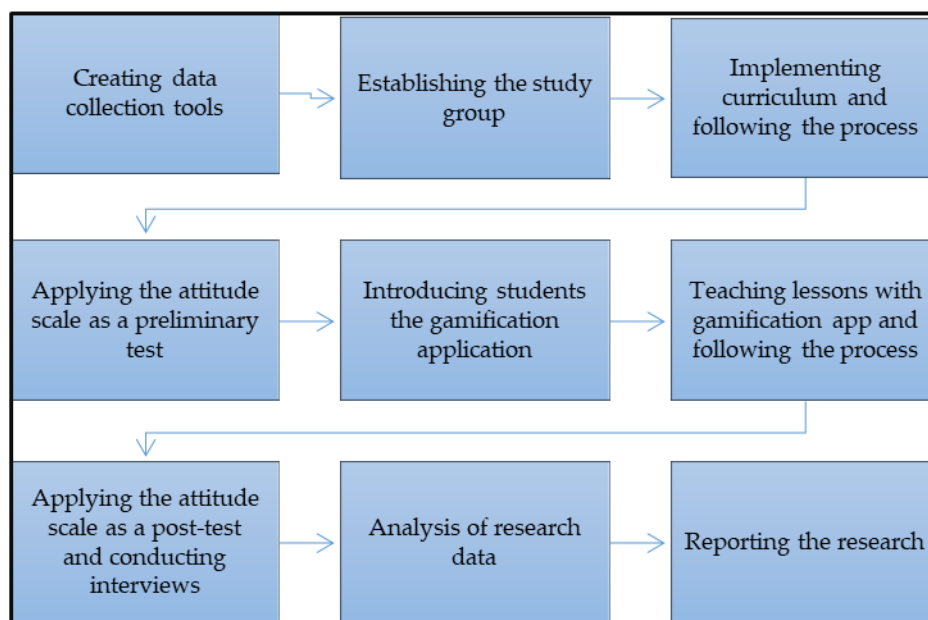 Creating data
collection tools
Establishing the study
group
Implementing
curriculum and
following the process
Applying the attitude
scale as a preliminary
test
Introducing students
the gamification
application
Teaching lessons with
gamification app and
following the process
Applying the attitude
scale as a post-test
and conducting
interviews
Analysis of research
data
Reporting the research